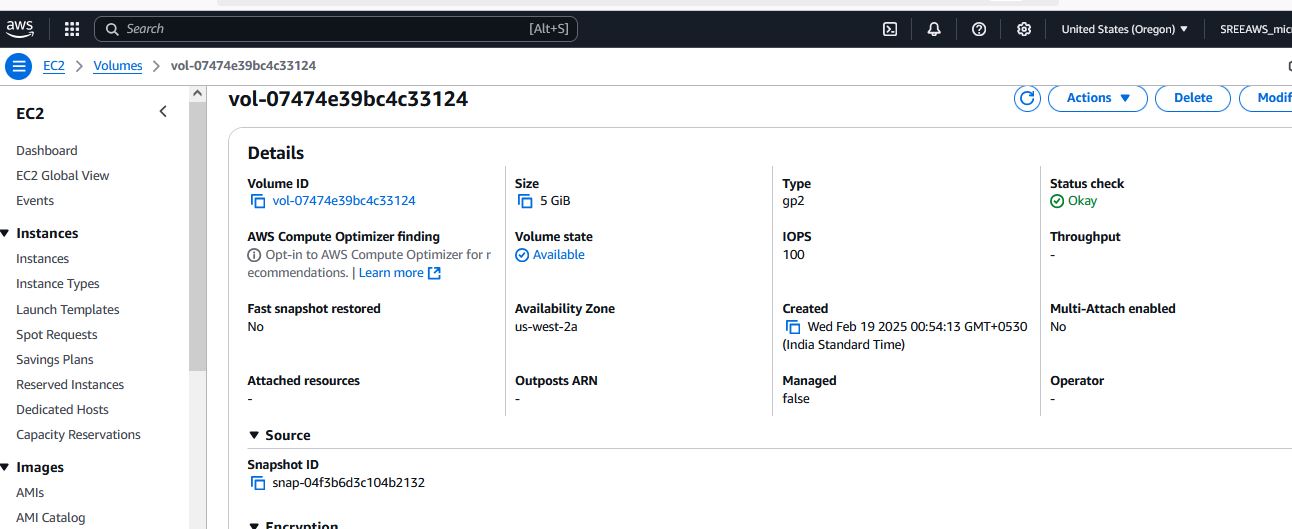 aws
Search [Alt+S]
United States (Oregon)
EC2 > Volumes > vol-07474e39bc4c33124
EC2
Dashboard
EC2 Global View
Events
Instances
Instances
Instance Types
Launch Templates
Spot Requests
Savings Plans
Reserved Instances
Dedicated Hosts
Capacity Reservations
Images
AMIs
AMI Catalog
vol-07474e39bc4c33124
Actions
Delete
Details
Volume ID
vol-07474e39bc4c33124
Size
5 GiB
Type
gp2
Status check
Okay
AWS Compute Optimizer finding
Opt-in to AWS Compute Optimizer for r
ecommendations. | Learn more
Volume state
Available
IOPS
100
Throughput
-
Fast snapshot restored
No
Availability Zone
us-west-2a
Created
Wed Feb 19 2025 00:54:13 GMT+0530
(India Standard Time)
Multi-Attach enabled
No
Attached resources
-
Outposts ARN
-
Managed
false
Operator
-
Source
Snapshot ID
snap-04f3b6d3c104b2132
Encryption